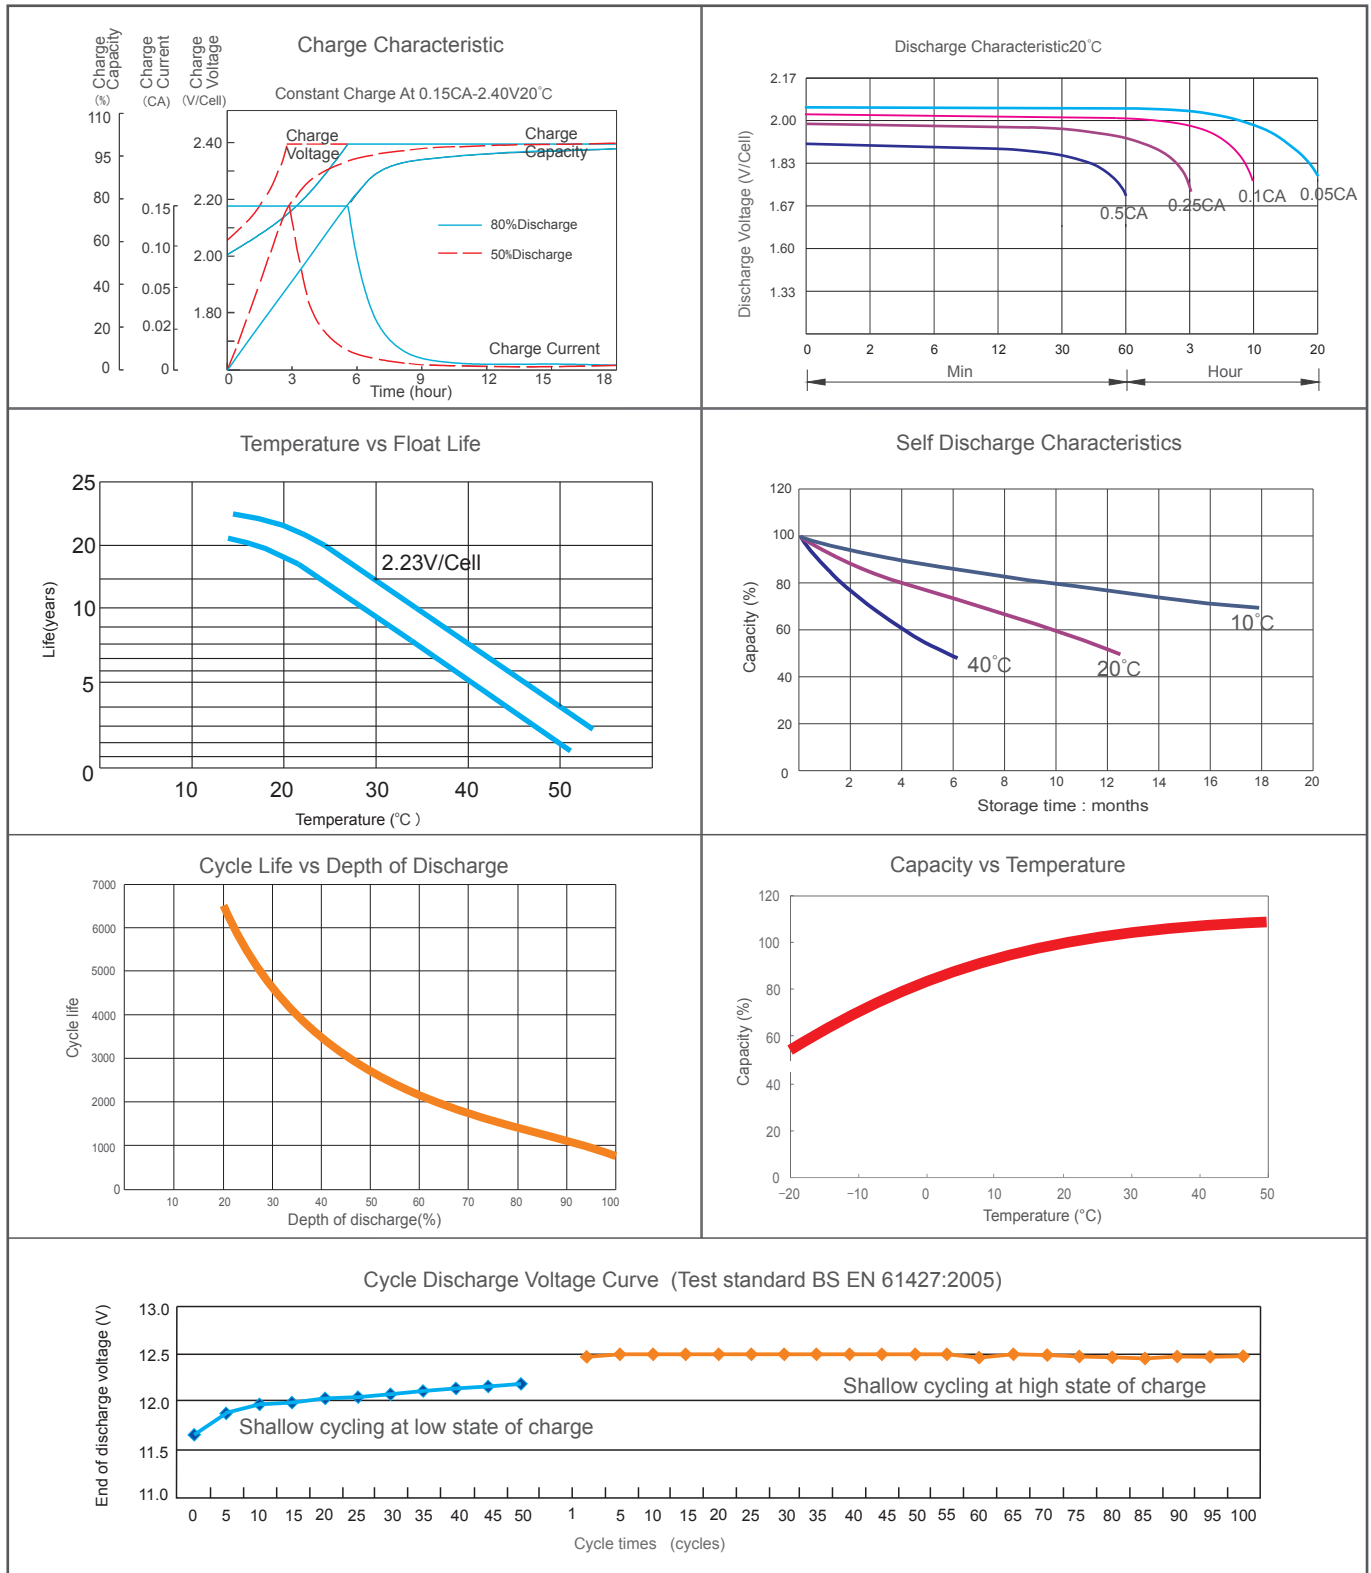 Charge Characteristic
Charge Capacity
Charge Current
Charge Voltage
(%) (CA) (V/Cell)
Constant Charge At 0.15CA-2.40V20°C
110
95
80
60
40
20
0
0.15
0.10
0.05
0.02
0
2.40
2.20
2.00
1.80
Charge
Voltage
Charge
Capacity
80%Discharge
50%Discharge
Charge Current
0 3 6 9 12 15 18
Time (hour)
Discharge Characteristic20°C
Discharge Voltage (V/Cell)
2.17
2.00
1.83
1.67
1.60
1.33
0.5CA 0.25CA 0.1CA 0.05CA
0 2 6 12 30 60 3 10 20
Min Hour
Temperature vs Float Life
Life(years)
25
20
10
5
0
2.23V/Cell
10 20 30 40 50
Temperature (°C )
Self Discharge Characteristics
Capacity (%)
120
100
80
60
40
20
0
10°C
20°C
40°C
2 4 6 8 10 12 14 16 18 20
Storage time : months
Cycle Life vs Depth of Discharge
Cycle life
7000
6000
5000
4000
3000
2000
1000
0
10 20 30 40 50 60 70 80 90 100
Depth of discharge(%)
Capacity vs Temperature
Capacity (%)
120
100
80
60
40
20
0
−20 −10 0 10 20 30 40 50
Temperature (°C)
Cycle Discharge Voltage Curve (Test standard BS EN 61427:2005)
End of discharge voltage (V)
13.0
12.5
12.0
11.5
11.0
Shallow cycling at high state of charge
Shallow cycling at low state of charge
0 5 10 15 20 25 30 35 40 45 50 1 5 10 15 20 25 30 35 40 45 55 60 65 70 75 80 85 90 95 100
Cycle times (cycles)